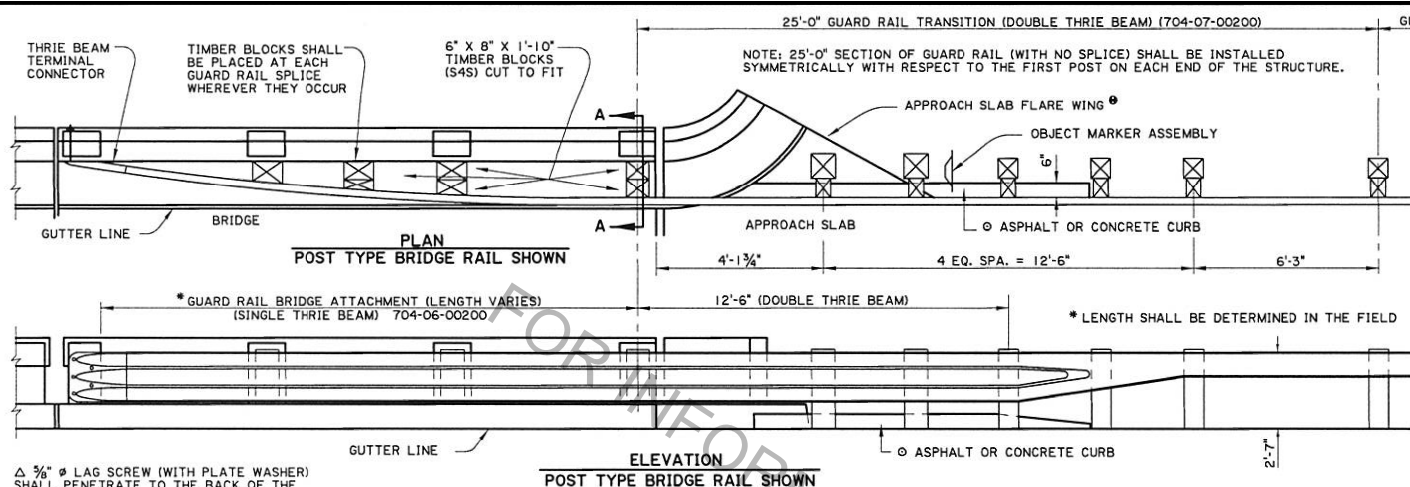 25'-0" GUARD RAIL TRANSITION (DOUBLE THRIE BEAM) (704-07-00200)
THRIE BEAM
TERMINAL
CONNECTOR
TIMBER BLOCKS SHALL
BE PLACED AT EACH
GUARD RAIL SPLICE
WHEREVER THEY OCCUR
6" X 8" X 1'-10"
TIMBER BLOCKS
(S4S) CUT TO FIT
NOTE: 25'-0" SECTION OF GUARD RAIL (WITH NO SPLICE) SHALL BE INSTALLED
SYMMETRICALLY WITH RESPECT TO THE FIRST POST ON EACH END OF THE STRUCTURE.
A
APPROACH SLAB FLARE WING
OBJECT MARKER ASSEMBLY
6"
GUTTER LINE
BRIDGE
A
APPROACH SLAB
⊙ ASPHALT OR CONCRETE CURB
PLAN
POST TYPE BRIDGE RAIL SHOWN
4'-1¾"
4 EQ. SPA. = 12'-6"
6'-3"
* GUARD RAIL BRIDGE ATTACHMENT (LENGTH VARIES)
(SINGLE THRIE BEAM) 704-06-00200
12'-6" (DOUBLE THRIE BEAM)
* LENGTH SHALL BE DETERMINED IN THE FIELD
FOR INFOR
GUTTER LINE
⊙ ASPHALT OR CONCRETE CURB
2'-7"
ELEVATION
POST TYPE BRIDGE RAIL SHOWN
△ ⅝" ø LAG SCREW (WITH PLATE WASHER)
SHALL PENETRATE TO THE BACK OF THE